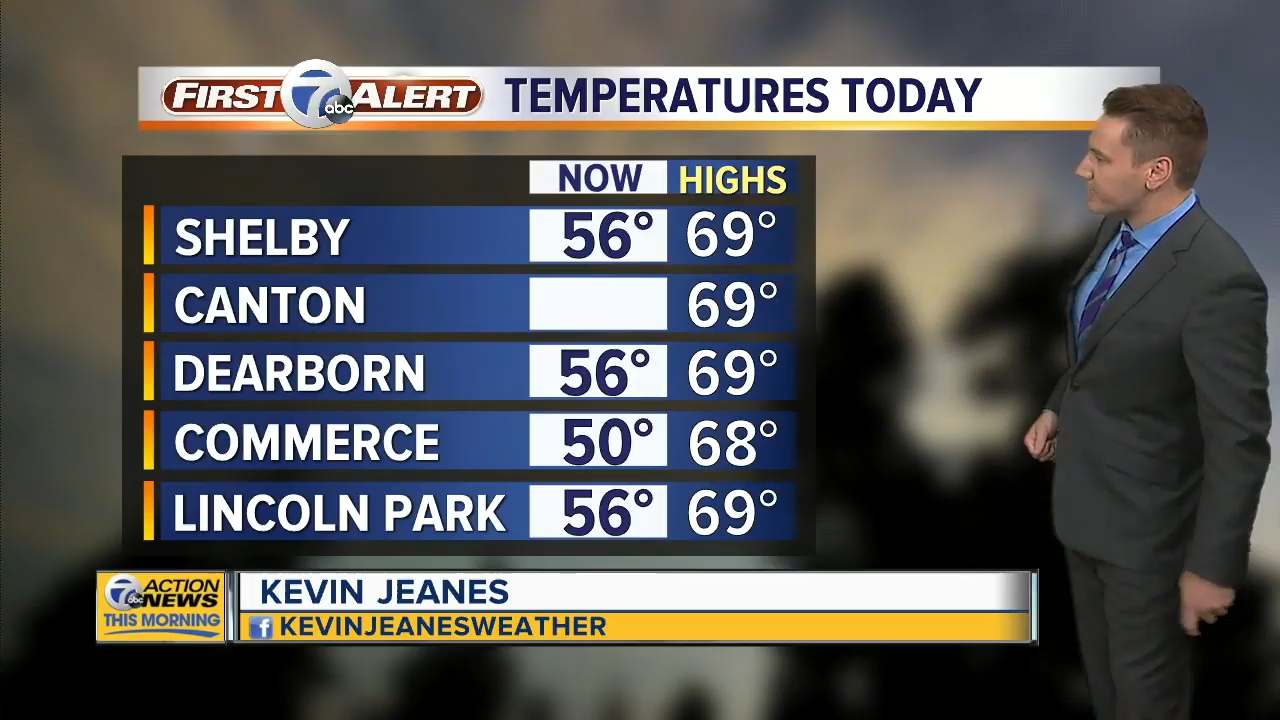 FIRST 7 abc ALERT TEMPERATURES TODAY
NOW HIGHS
SHELBY 56° 69°
CANTON 69°
DEARBORN 56° 69°
COMMERCE 50° 68°
LINCOLN PARK 56° 69°
7 abc ACTION NEWS
THIS MORNING
KEVIN JEANES
f KEVINJEANESWEATHER